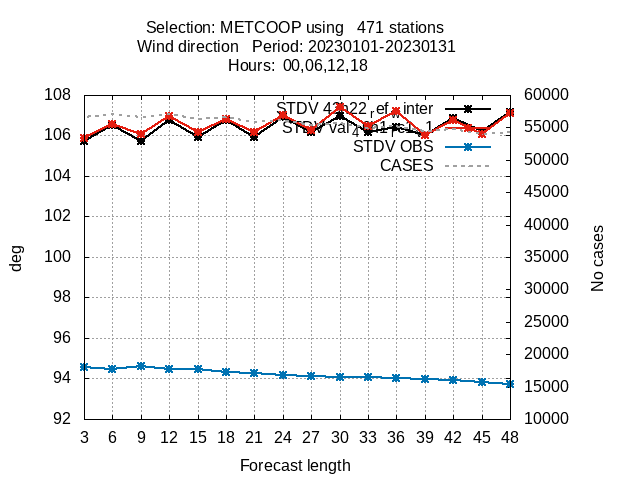 Selection: METCOOP using   471 stations
Wind direction   Period: 20230101-20230131
Hours:  00,06,12,18
108
106
104
102
100
98
96
94
92
deg
60000
55000
50000
45000
40000
35000
30000
25000
20000
15000
10000
No cases
STDV
inter
STDV
STDV OBS
CASES
3 6 9 12 15 18 21 24 27 30 33 36 39 42 45 48
Forecast length